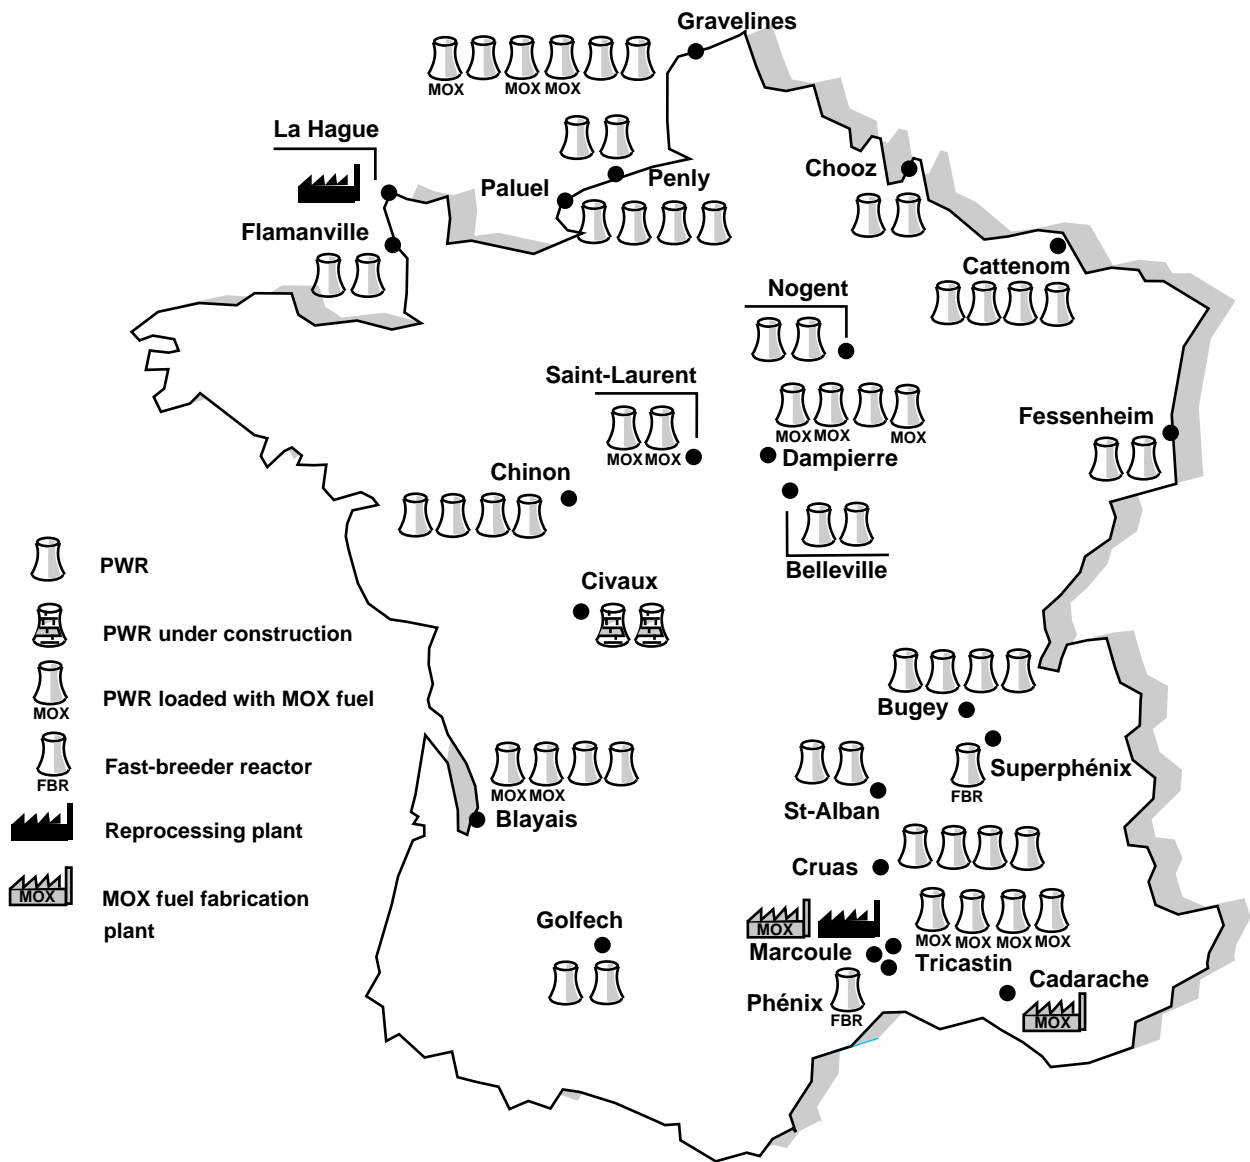 Gravelines
MOX MOX MOX
La Hague
Chooz
Penly
Paluel
Flamanville
Cattenom
Nogent
Saint-Laurent
Fessenheim
MOX MOX MOX
MOX MOX
Dampierre
Chinon
Belleville
PWR
Civaux
PWR under construction
PWR loaded with MOX fuel
MOX
Bugey
Fast-breeder reactor
FBR
Superphénix
FBR
MOX MOX
St-Alban
Blayais
Reprocessing plant
Cruas
MOX
MOX fuel fabrication
plant
Golfech
MOX
MOX MOX MOX MOX
Marcoule
Tricastin
Cadarache
Phénix
FBR
MOX